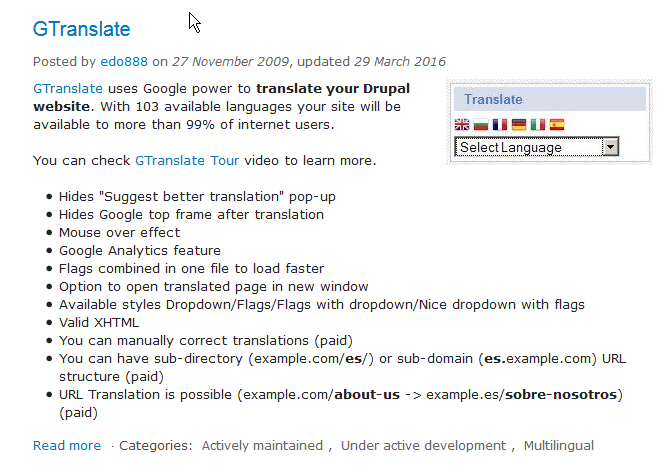 GTranslate
Posted by edo888 on 27 November 2009, updated 29 March 2016
GTranslate uses Google power to translate your Drupal
website. With 103 available languages your site will be
available to more than 99% of internet users.
Translate
Select Language
You can check GTranslate Tour video to learn more.
• Hides "Suggest better translation" pop-up
• Hides Google top frame after translation
• Mouse over effect
• Google Analytics feature
• Flags combined in one file to load faster
• Option to open translated page in new window
• Available styles Dropdown/Flags/Flags with dropdown/Nice dropdown with flags
• Valid XHTML
• You can manually correct translations (paid)
• You can have sub-directory (example.com/es/) or sub-domain (es.example.com) URL
structure (paid)
• URL Translation is possible (example.com/about-us -> example.es/sobre-nosotros)
(paid)
Read more · Categories: Actively maintained , Under active development , Multilingual